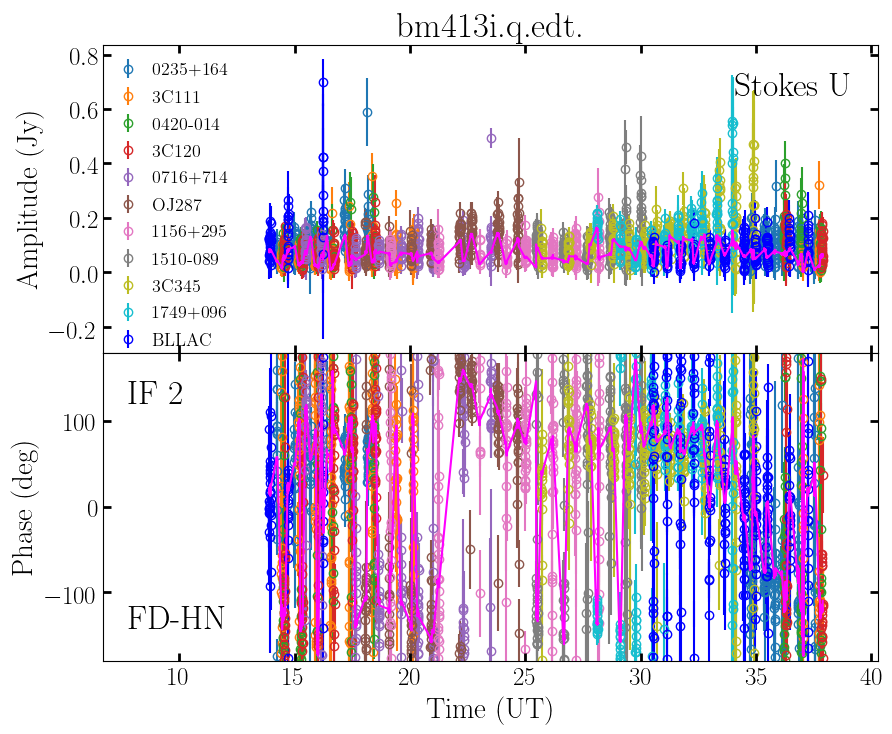 bm413i.q.edt.
Stokes U
0235+164
3C111
0420-014
3C120
0716+714
OJ287
1156+295
1510-089
3C345
1749+096
BLLAC
Amplitude (Jy)
0.8
0.6
0.4
0.2
0.0
−0.2
IF 2
FD-HN
Phase (deg)
100
0
−100
10
15
20
25
30
35
40
Time (UT)